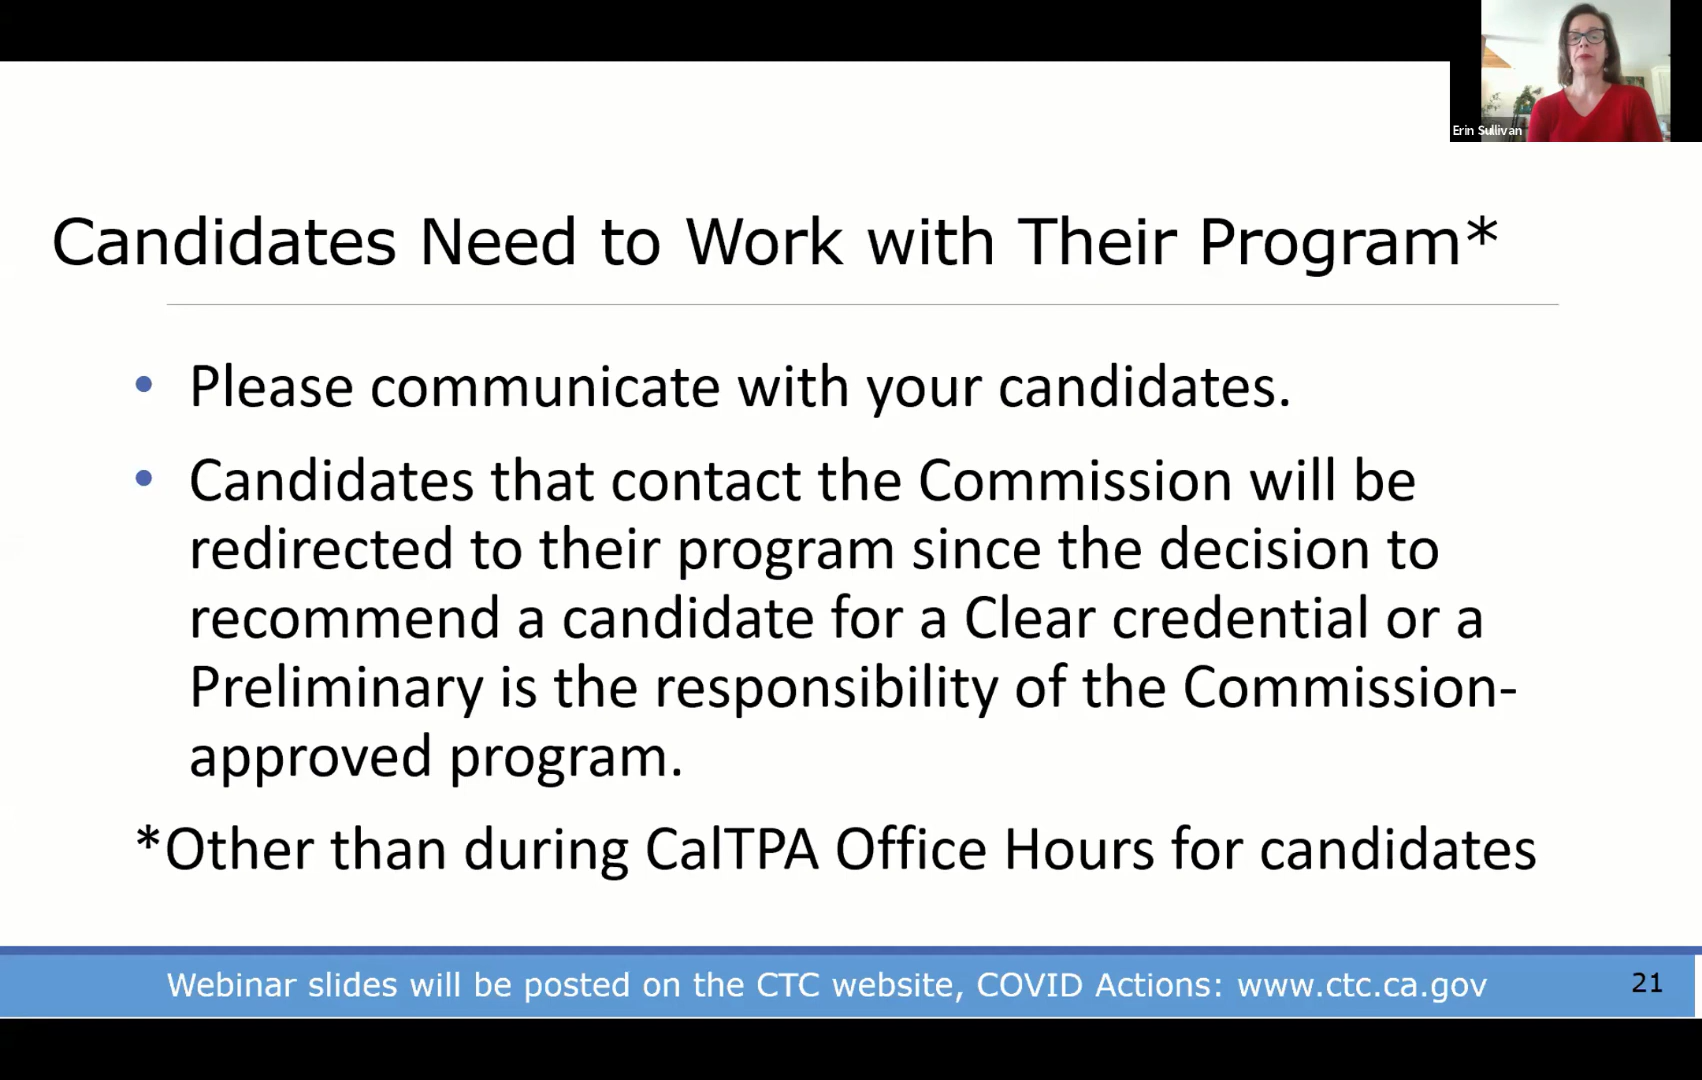 Erin Sullivan
Candidates Need to Work with Their Program*
• Please communicate with your candidates.
• Candidates that contact the Commission will be
redirected to their program since the decision to
recommend a candidate for a Clear credential or a
Preliminary is the responsibility of the Commission-
approved program.
*Other than during CalTPA Office Hours for candidates
Webinar slides will be posted on the CTC website, COVID Actions: www.ctc.ca.gov
21